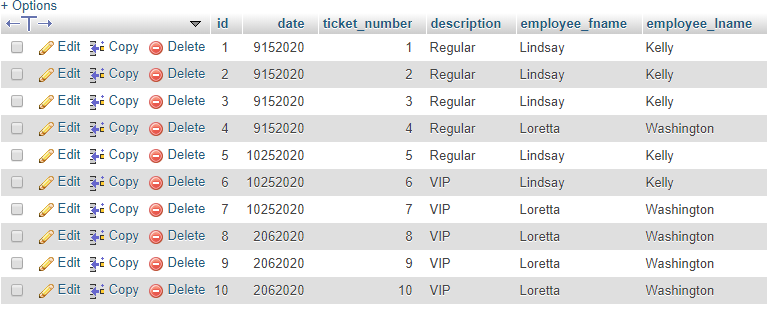 + Options
id date ticket_number description employee_fname employee_lname
Edit Copy Delete 1 9152020 1 Regular Lindsay Kelly
Edit Copy Delete 2 9152020 2 Regular Lindsay Kelly
Edit Copy Delete 3 9152020 3 Regular Lindsay Kelly
Edit Copy Delete 4 9152020 4 Regular Loretta Washington
Edit Copy Delete 5 10252020 5 Regular Lindsay Kelly
Edit Copy Delete 6 10252020 6 VIP Lindsay Kelly
Edit Copy Delete 7 10252020 7 VIP Loretta Washington
Edit Copy Delete 8 2062020 8 VIP Loretta Washington
Edit Copy Delete 9 2062020 9 VIP Loretta Washington
Edit Copy Delete 10 2062020 10 VIP Loretta Washington